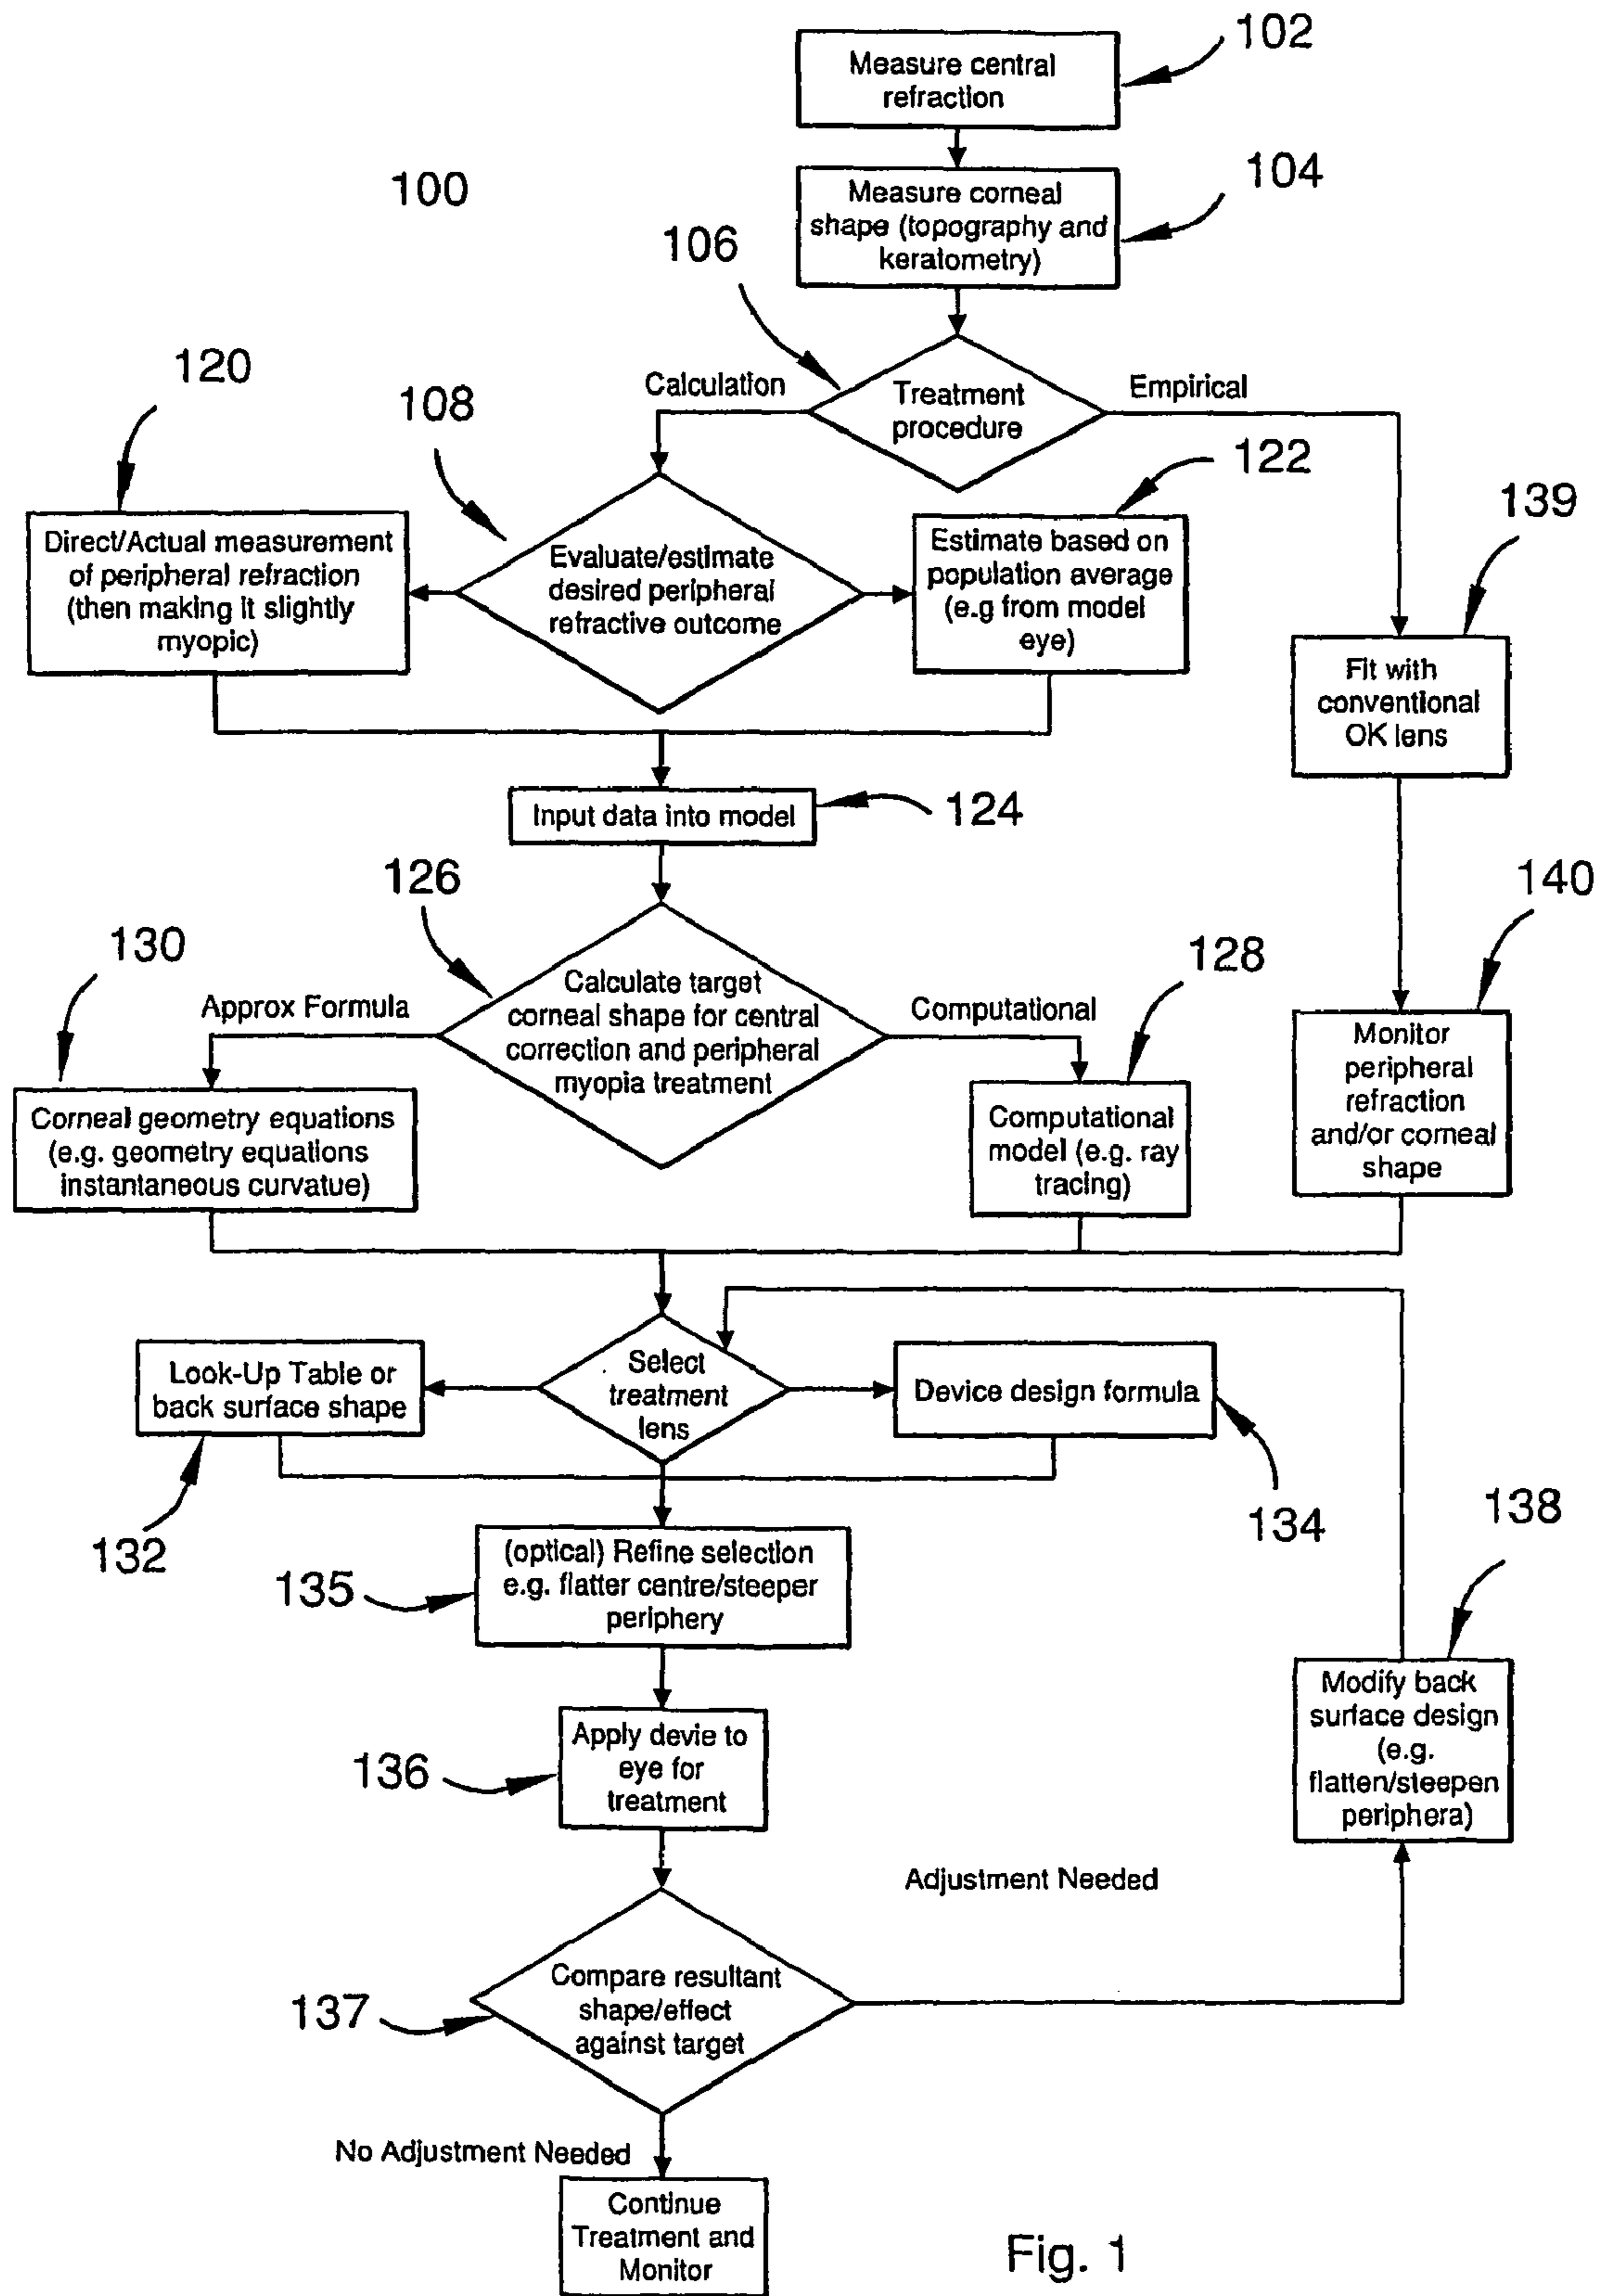 102
Measure central
refraction
104
100
Measure corneal
shape (topography and
keratometry)
106
120
Calculation
Treatment
procedure
Empirical
108
122
139
Direct/Actual measurement
of peripheral refraction
(then making it slightly
myopic)
Evaluate/estimate
desired peripheral
refractive outcome
Estimate based on
population average
(e.g from model
eye)
Fit with
conventional
OK lens
Input data into model
124
126
140
130
128
Approx Formula
Calculate target
corneal shape for central
correction and peripheral
myopia treatment
Computational
Monitor
peripheral
refraction
and/or corneal
shape
Corneal geometry equations
(e.g. geometry equations
instantaneous curvatue)
Computational
model (e.g. ray
tracing)
Look-Up Table or
back surface shape
Select
treatment
lens
Device design formula
132
134
138
135
(optical) Refine selection
e.g. flatter centre/steeper
periphery
136
Apply devie to
eye for
treatment
Modify back
surface design
(e.g.
flatten/steepen
periphera)
Adjustment Needed
137
Compare resultant
shape/effect
against target
No Adjustment Needed
Continue
Treatment and
Monitor
Fig. 1